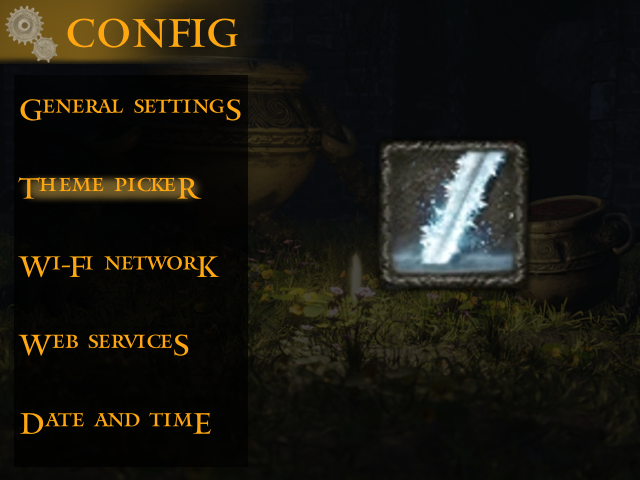 CONFIG
GENERAL SETTINGS
THEME PICKER
WI-FI NETWORK
WEB SERVICES
DATE AND TIME